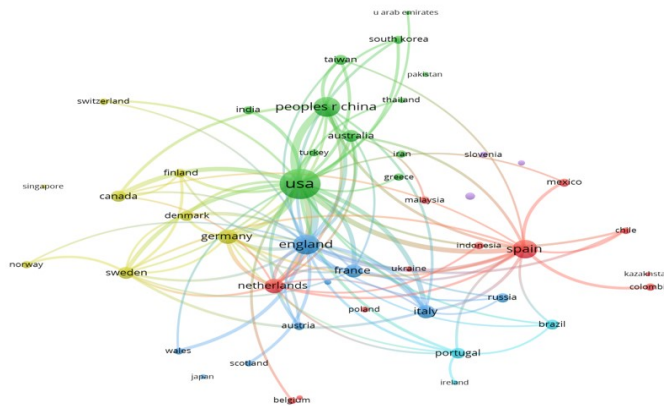 u arab emirates
south korea
taiwan
pakistan
switzerland
thailand
peoples r china
india
australia
turkey
iran
slovenia
finland
greece
mexico
singapore
usa
canada
malaysia
denmark
chile
germany
england
indonesia
spain
norway
sweden
france
ukraine
kazakhsta
netherlands
colomb
russia
poland
italy
austria
brazil
wales
portugal
scotland
japan
ireland
belgium